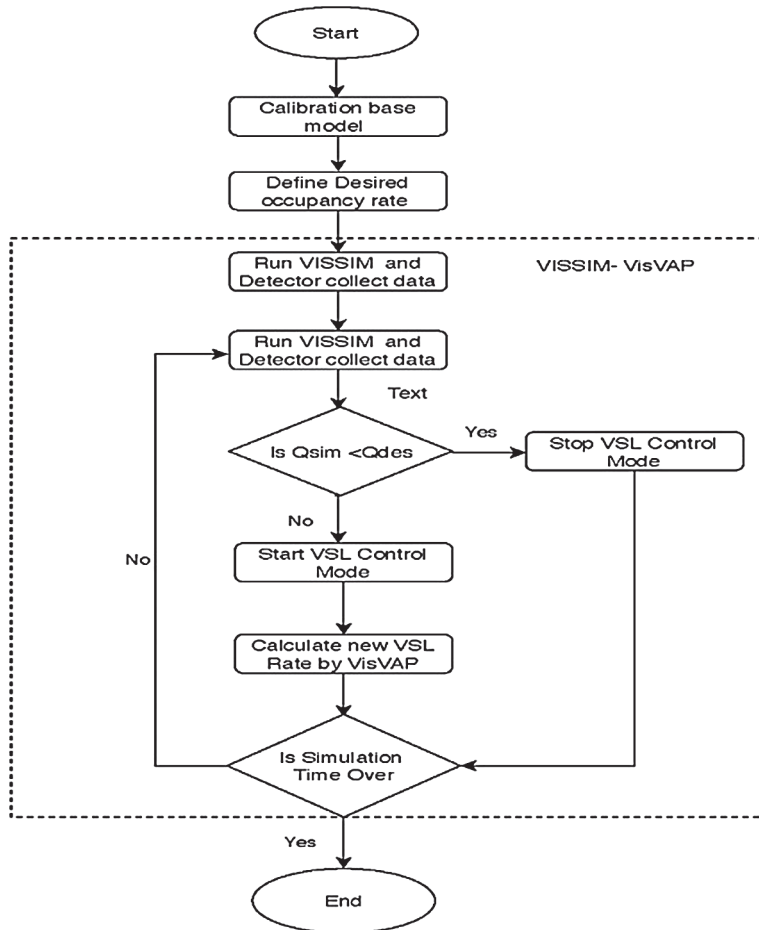 Start
Calibration base
model
Define Desired
occupancy rate
Run VISSIM and
Detector collect data
VISSIM- VisVAP
Run VISSIM and
Detector collect data
Text
Is Qsim <Qdes
Yes
Stop VSL Control
Mode
No
Start VSL Control
Mode
No
Calculate new VSL
Rate by VisVAP
Is Simulation
Time Over
Yes
End